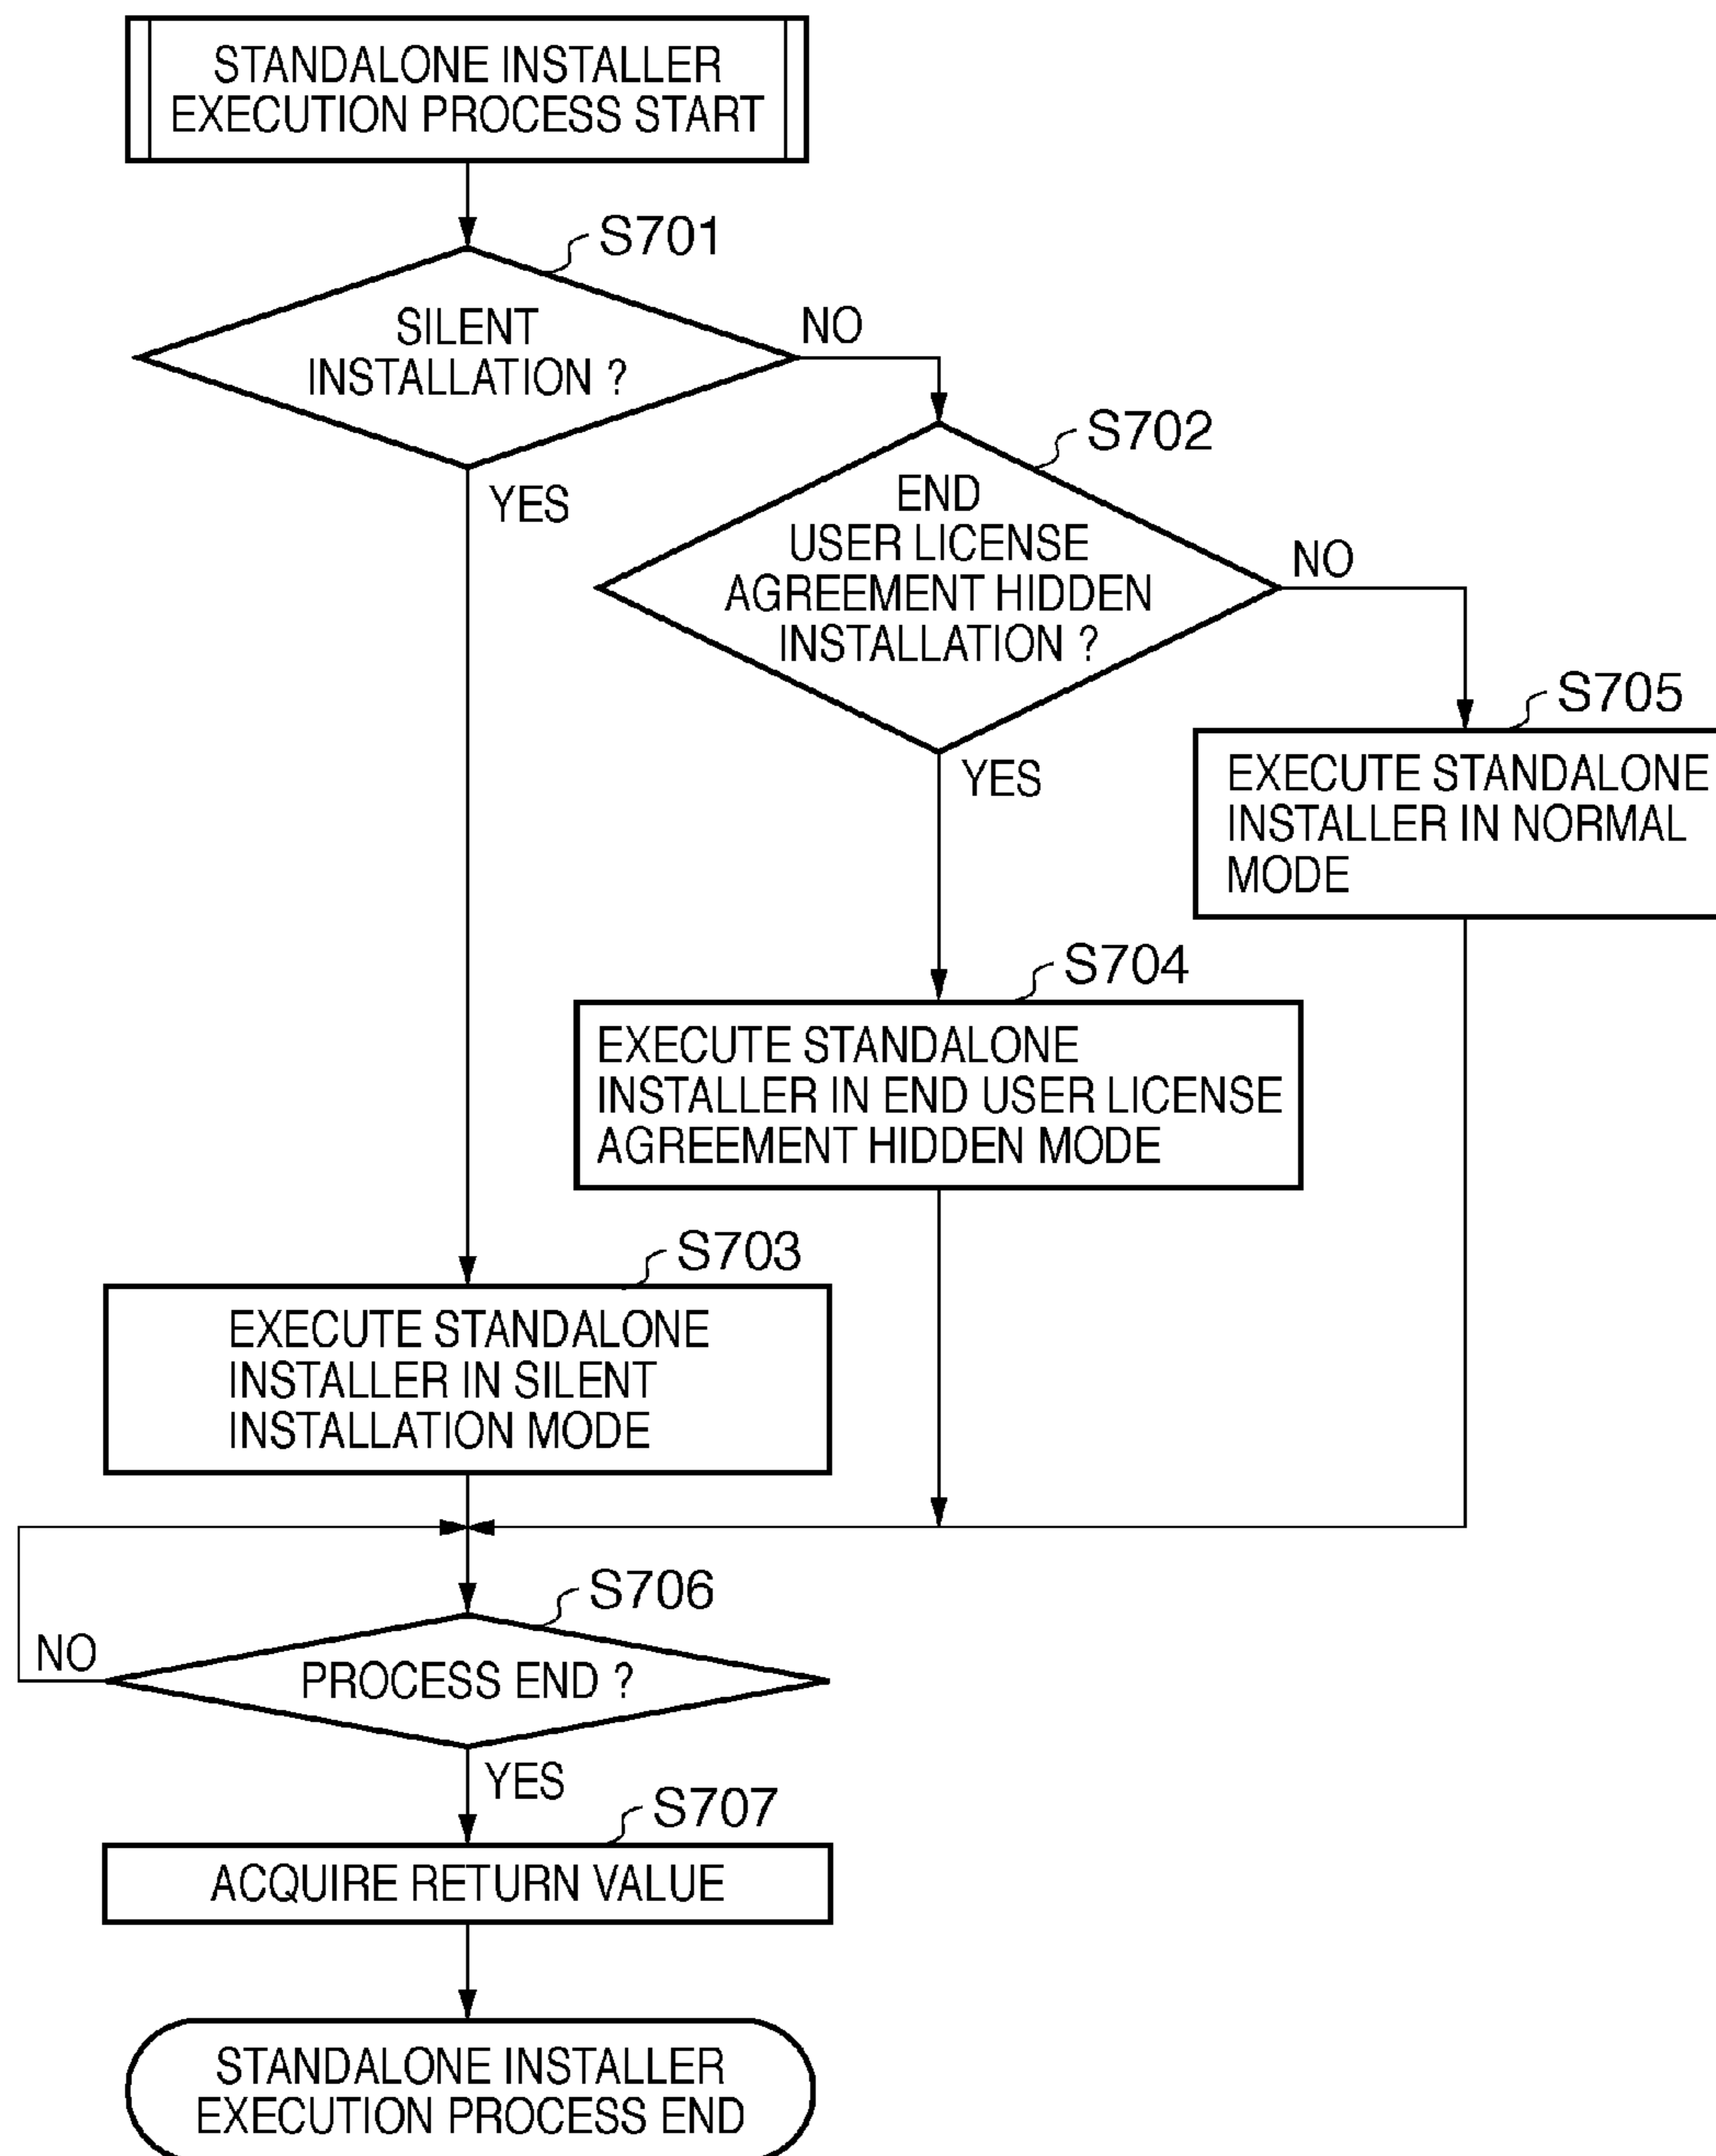 STANDALONE INSTALLER
EXECUTION PROCESS START
S701
SILENT
INSTALLATION ?
NO
YES
S702
END
USER LICENSE
AGREEMENT HIDDEN
INSTALLATION ?
NO
YES
S705
EXECUTE STANDALONE
INSTALLER IN NORMAL
MODE
S704
EXECUTE STANDALONE
INSTALLER IN END USER LICENSE
AGREEMENT HIDDEN MODE
S703
EXECUTE STANDALONE
INSTALLER IN SILENT
INSTALLATION MODE
S706
NO
PROCESS END ?
YES
S707
ACQUIRE RETURN VALUE
STANDALONE INSTALLER
EXECUTION PROCESS END